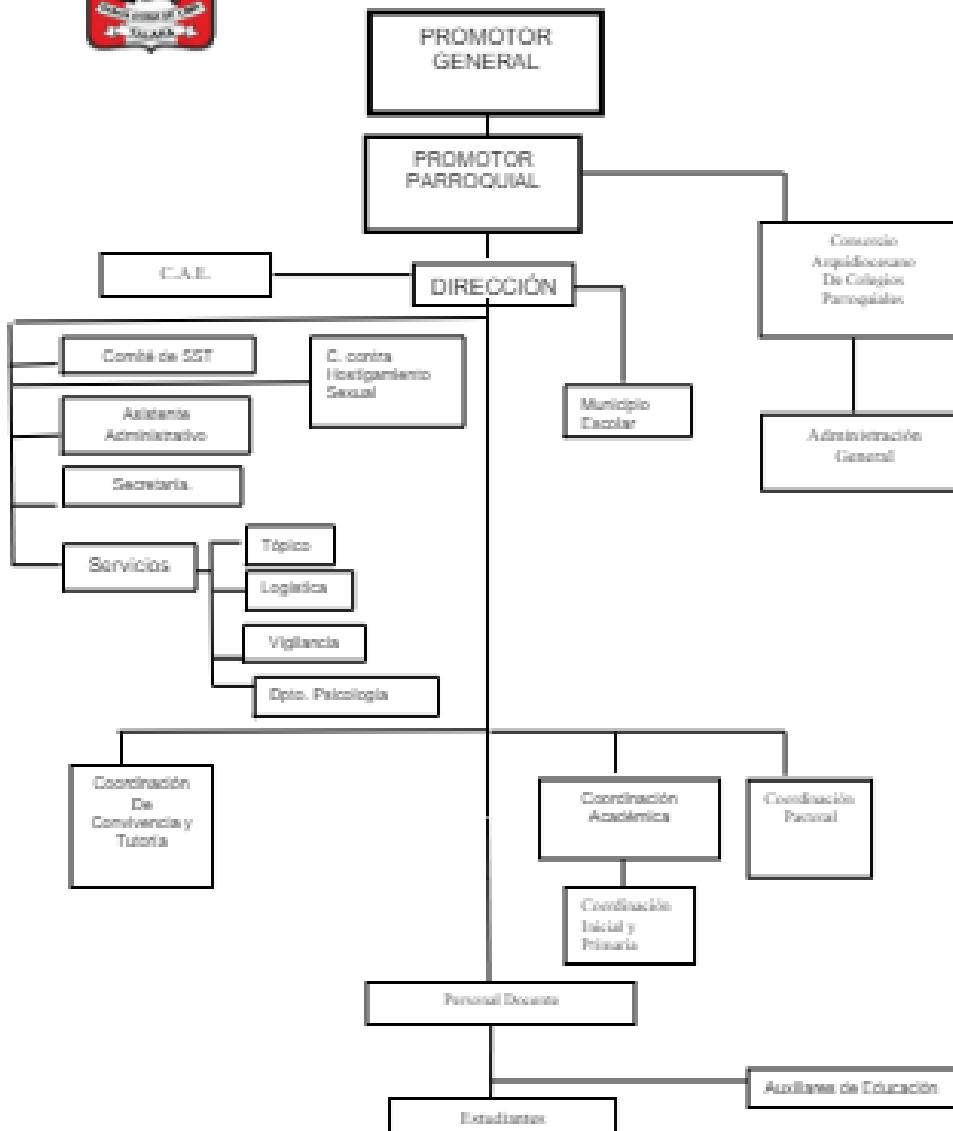 TALARA
PROMOTOR
GENERAL
PROMOTOR
PARROQUIAL
Consorcio
Arquidiocesano
De Colegios
Parroquiales
C.A.E.
DIRECCIÓN
Comité de SST
C. contra
Hostigamiento
Sexual
Asistente
Administrativo
Municipio
Escolar
Administración
General
Secretaria.
Servicios
Tópico
Logística
Vigilancia
Dpto. Psicología
Coordinación
De
Convivencia y
Tutoría
Coordinación
Académica
Coordinación
Pastoral
Coordinación
Inicial y
Primaria
Personal Docente
Auxiliares de Educación
Estudiantes